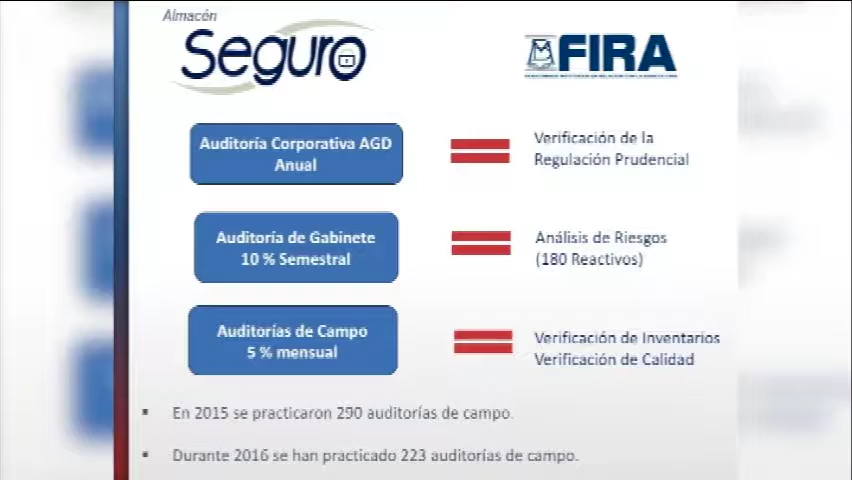 Almacén
Seguro
FIRA
Auditoría Corporativa AGD
Anual
Verificación de la
Regulación Prudencial
Auditoría de Gabinete
10 % Semestral
Análisis de Riesgos
(180 Reactivos)
Auditorías de Campo
5 % mensual
Verificación de Inventarios
Verificación de Calidad
▪ En 2015 se practicaron 290 auditorías de campo.
▪ Durante 2016 se han practicado 223 auditorías de campo.